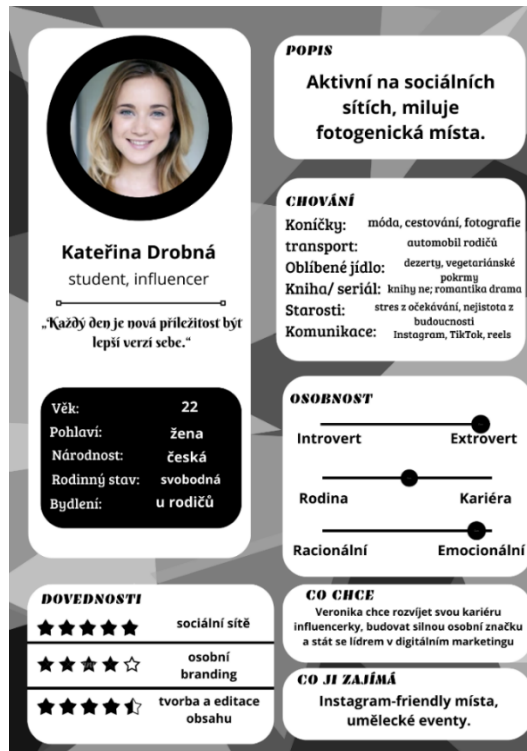 Kateřina Drobná
student, influencer
„Každý den je nová příležitost být
lepší verzí sebe.“
Věk: 22
Pohlaví: žena
Národnost: česká
Rodinný stav: svobodná
Bydlení: u rodičů
DOVEDNOSTI
sociální sítě
osobní
branding
tvorba a editace
obsahu
POPIS
Aktivní na sociálních
sítích, miluje
fotogenická místa.
CHOVÁNÍ
Koníčky: móda, cestování, fotografie
transport: automobil rodičů
Oblíbené jídlo: dezerty, vegetariánské
pokrmy
Kniha/ seriál: knihy ne; romantika drama
Starosti: stres z očekávání, nejistota z
budoucnosti
Komunikace: Instagram, TikTok, reels
OSOBNOST
Introvert Extrovert
Rodina Kariéra
Racionální Emocionální
CO CHCE
Veronika chce rozvíjet svou kariéru
influencerky, budovat silnou osobní značku
a stát se lídrem v digitálním marketingu
CO JI ZAJÍMÁ
Instagram-friendly místa,
umělecké eventy.